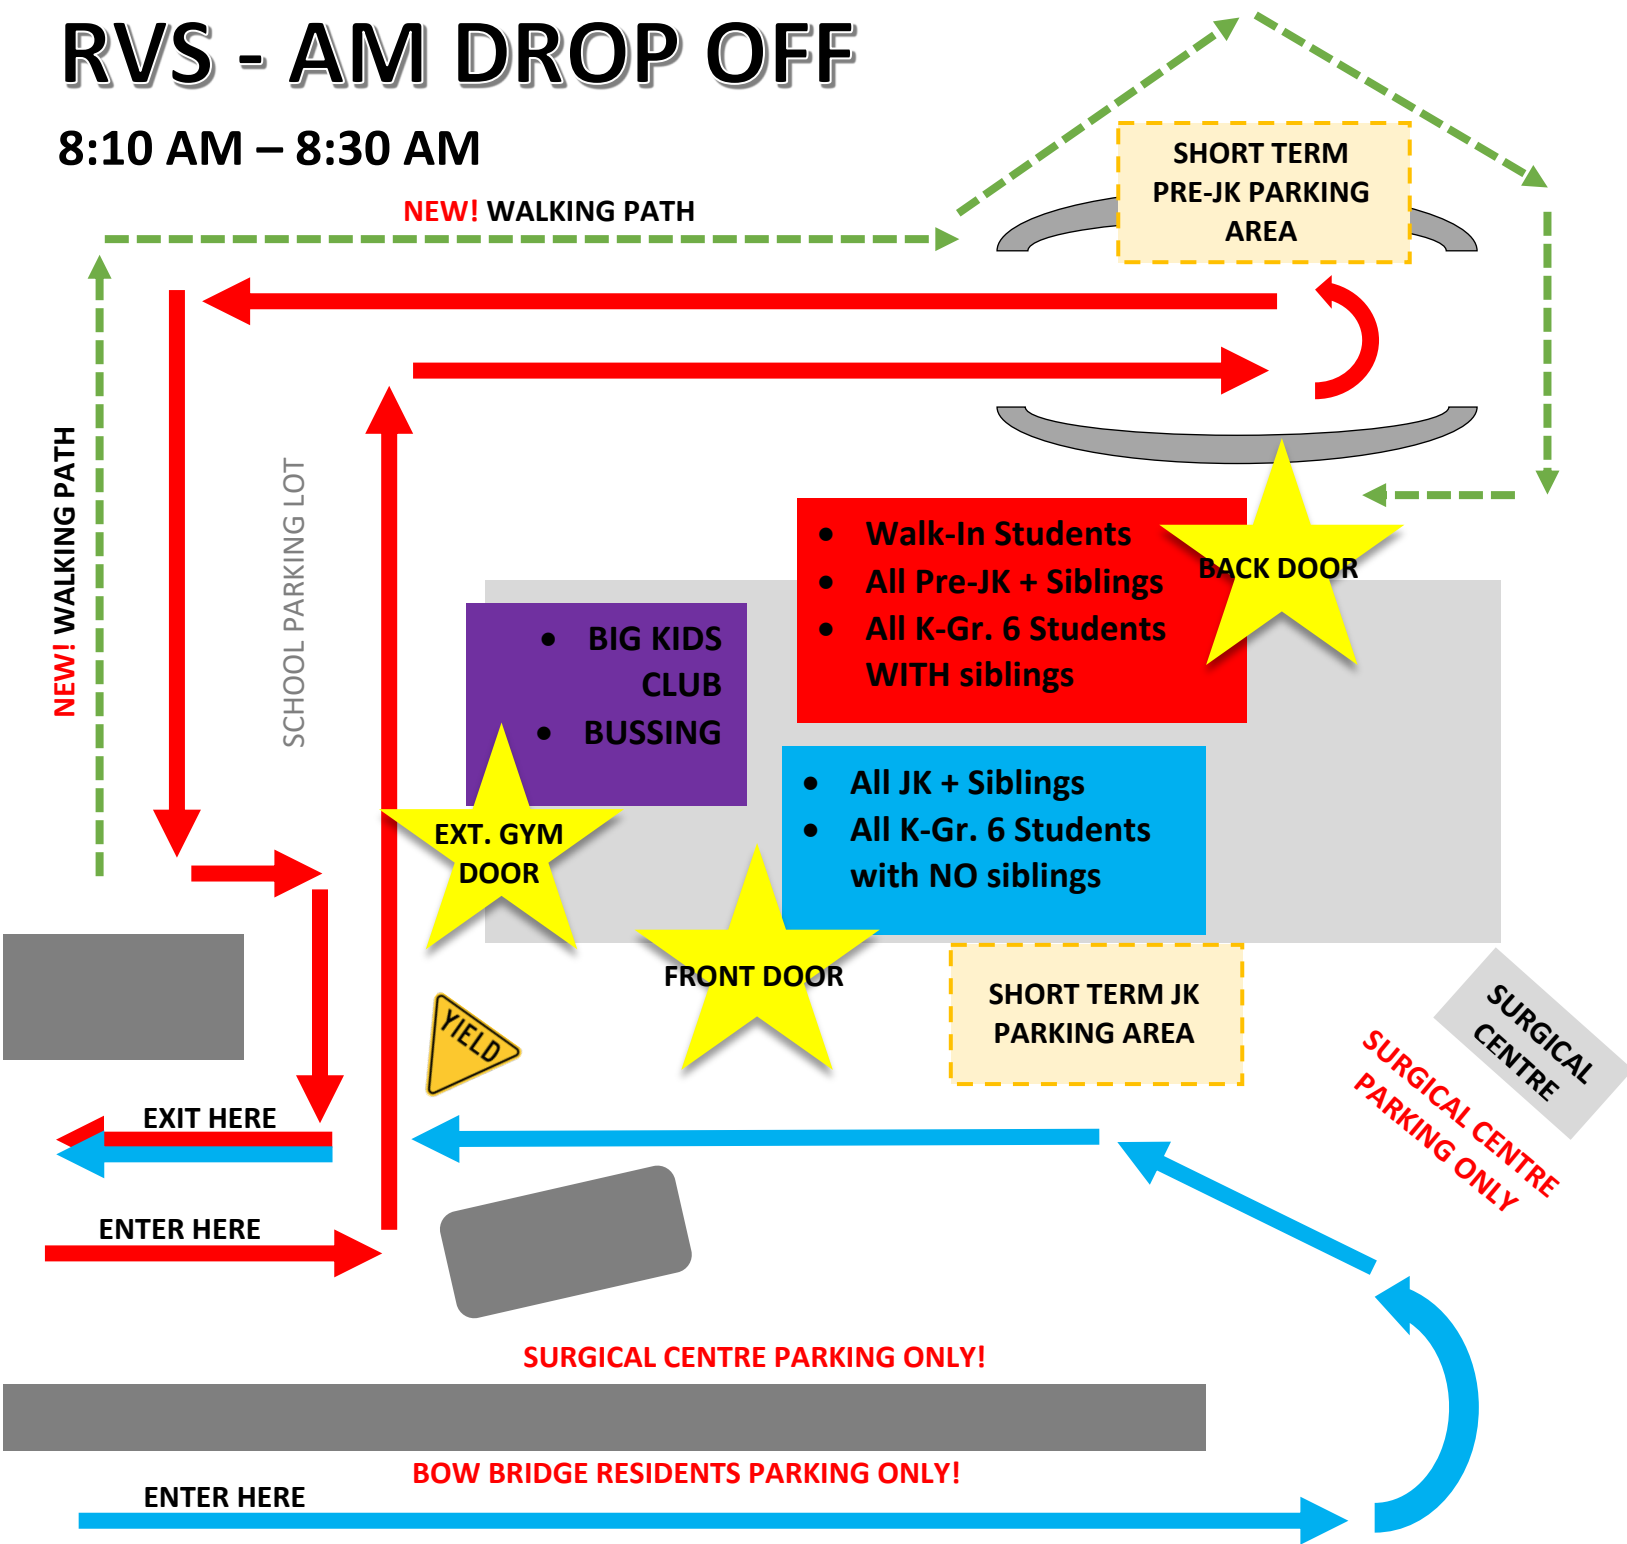 RVS - AM DROP OFF
8:10 AM – 8:30 AM
SHORT TERM
PRE-JK PARKING
AREA
NEW! WALKING PATH
NEW! WALKING PATH
SCHOOL PARKING LOT
• Walk-In Students
• All Pre-JK + Siblings
• All K-Gr. 6 Students
WITH siblings
BACK DOOR
• BIG KIDS
CLUB
• BUSSING
• All JK + Siblings
• All K-Gr. 6 Students
with NO siblings
EXT. GYM
DOOR
FRONT DOOR
SHORT TERM JK
PARKING AREA
SURGICAL
CENTRE
SURGICAL CENTRE
PARKING ONLY
YIELD
EXIT HERE
ENTER HERE
SURGICAL CENTRE PARKING ONLY!
BOW BRIDGE RESIDENTS PARKING ONLY!
ENTER HERE